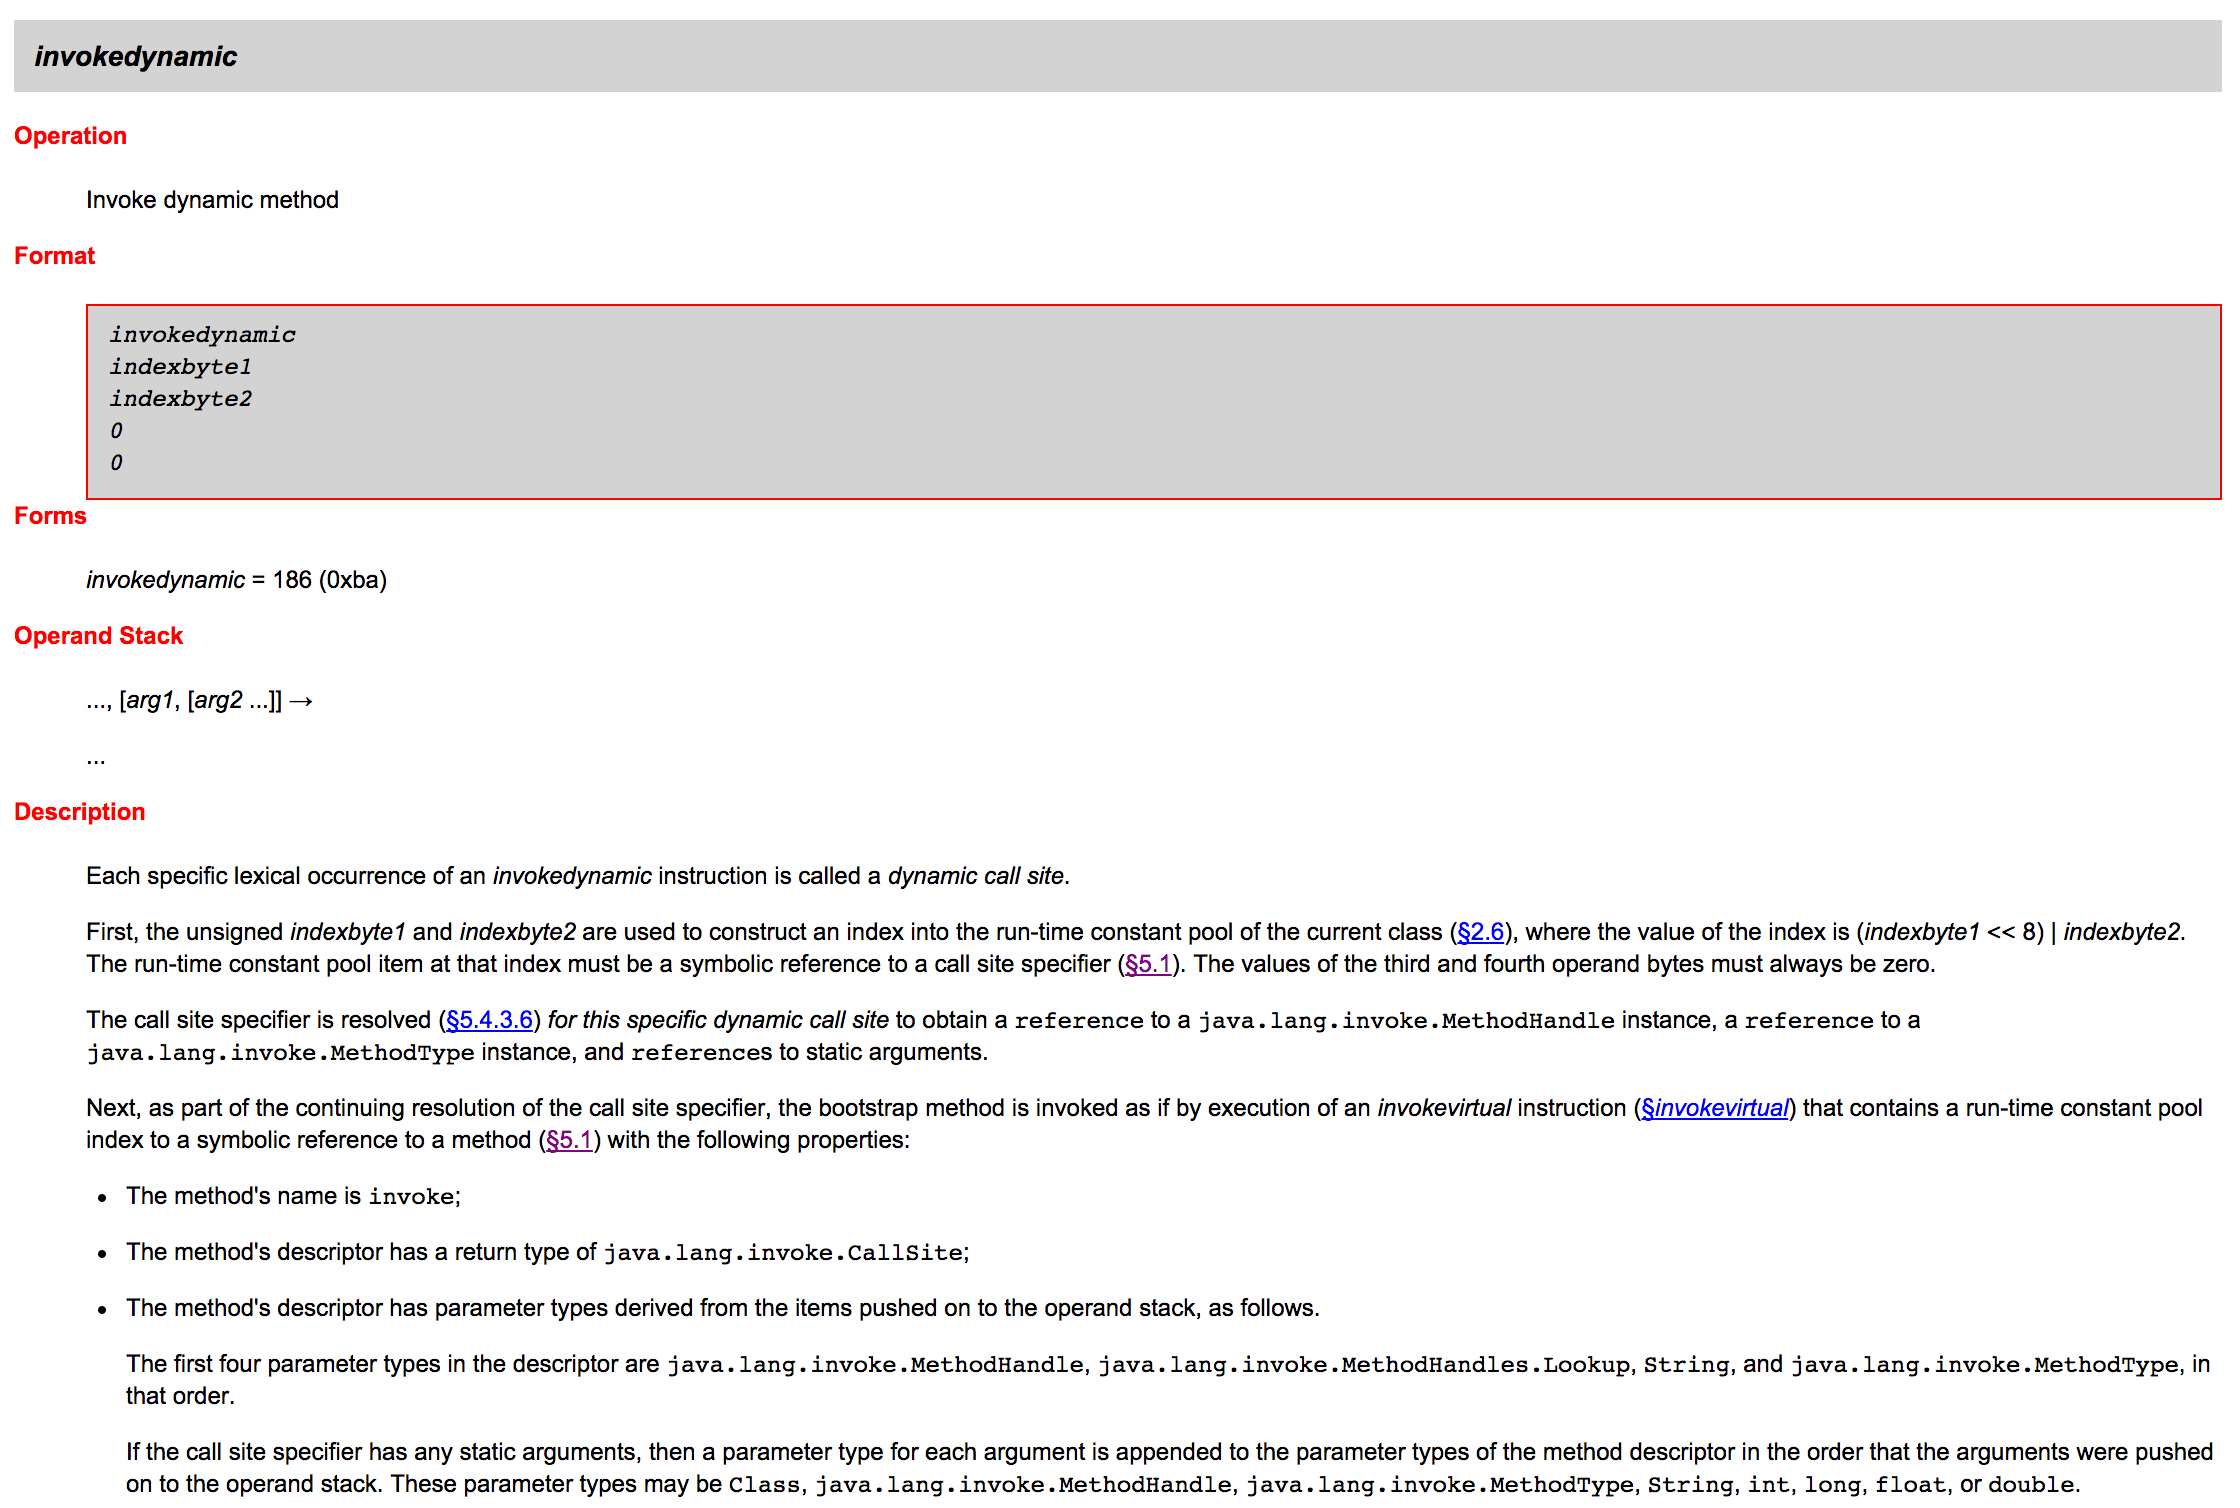 invokedynamic
Operation
Invoke dynamic method
Format
invokedynamic
indexbyte1
indexbyte2
0
0
Forms
invokedynamic = 186 (0xba)
Operand Stack
..., [arg1, [arg2 ...]] →
...
Description
Each specific lexical occurrence of an invokedynamic instruction is called a dynamic call site.
First, the unsigned indexbyte1 and indexbyte2 are used to construct an index into the run-time constant pool of the current class (§2.6), where the value of the index is (indexbyte1 << 8) | indexbyte2.
The run-time constant pool item at that index must be a symbolic reference to a call site specifier (§5.1). The values of the third and fourth operand bytes must always be zero.
The call site specifier is resolved (§5.4.3.6) for this specific dynamic call site to obtain a reference to a java.lang.invoke.MethodHandle instance, a reference to a
java.lang.invoke.MethodType instance, and references to static arguments.
Next, as part of the continuing resolution of the call site specifier, the bootstrap method is invoked as if by execution of an invokevirtual instruction (§invokevirtual) that contains a run-time constant pool
index to a symbolic reference to a method (§5.1) with the following properties:
• The method's name is invoke;
• The method's descriptor has a return type of java.lang.invoke.CallSite;
• The method's descriptor has parameter types derived from the items pushed on to the operand stack, as follows.
The first four parameter types in the descriptor are java.lang.invoke.MethodHandle, java.lang.invoke.MethodHandles.Lookup, String, and java.lang.invoke.MethodType, in
that order.
If the call site specifier has any static arguments, then a parameter type for each argument is appended to the parameter types of the method descriptor in the order that the arguments were pushed
on to the operand stack. These parameter types may be Class, java.lang.invoke.MethodHandle, java.lang.invoke.MethodType, String, int, long, float, or double.